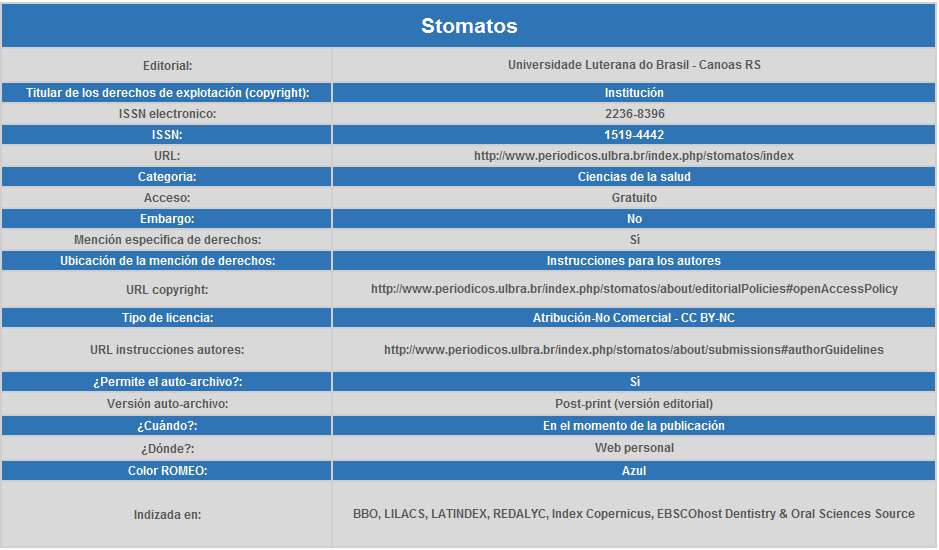 Stomatos
Editorial: Universidade Luterana do Brasil - Canoas RS
Titular de los derechos de explotación (copyright): Institución
ISSN electronico: 2236-8396
ISSN: 1519-4442
URL: http://www.periodicos.ulbra.br/index.php/stomatos/index
Categoria: Ciencias de la salud
Acceso: Gratuito
Embargo: No
Mención específica de derechos: Sí
Ubicación de la mención de derechos: Instrucciones para los autores
URL copyright: http://www.periodicos.ulbra.br/index.php/stomatos/about/editorialPolicies#openAccessPolicy
Tipo de licencia: Atribución-No Comercial - CC BY-NC
URL instrucciones autores: http://www.periodicos.ulbra.br/index.php/stomatos/about/submissions#authorGuidelines
¿Permite el auto-archivo?: Sí
Versión auto-archivo: Post-print (versión editorial)
¿Cuándo?: En el momento de la publicación
¿Dónde?: Web personal
Color ROMEO: Azul
Indizada en: BBO, LILACS, LATINDEX, REDALYC, Index Copernicus, EBSCOhost Dentistry & Oral Sciences Source